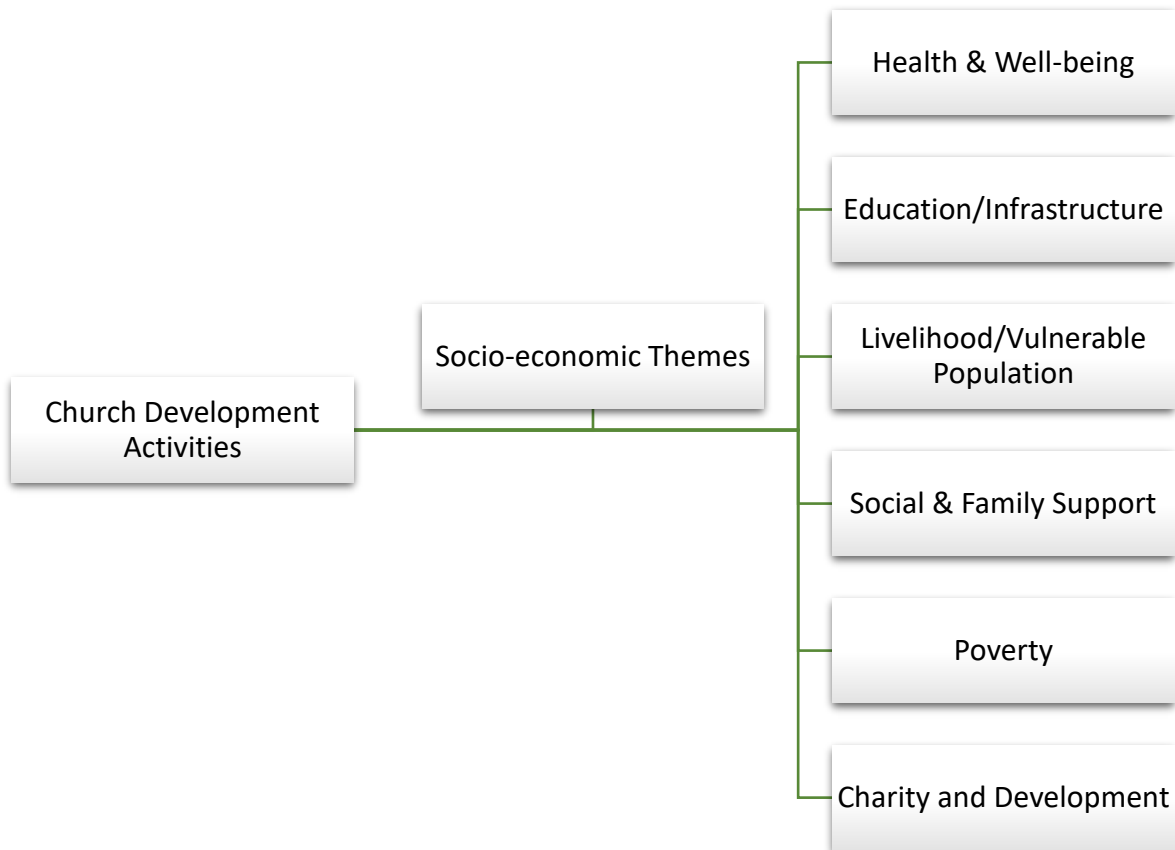 Church Development
Activities
Socio-economic Themes
Health & Well-being
Education/Infrastructure
Livelihood/Vulnerable
Population
Social & Family Support
Poverty
Charity and Development